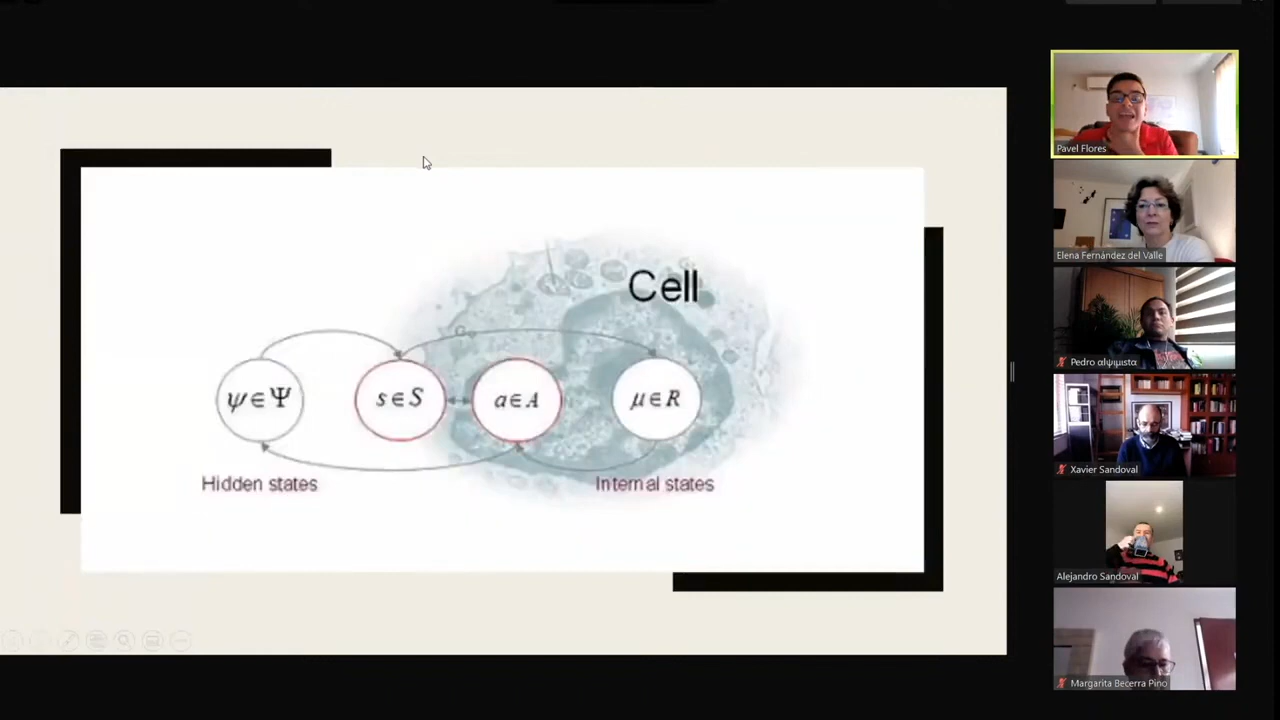 Cell
ψ∈Ψ
s∈S
a∈A
μ∈R
Hidden states
Internal states
Pavel Flores
Elena Fernández del Valle
Pedro αλψιμιστα
Xavier Sandoval
Alejandro Sandoval
Margarita Becerra Pino